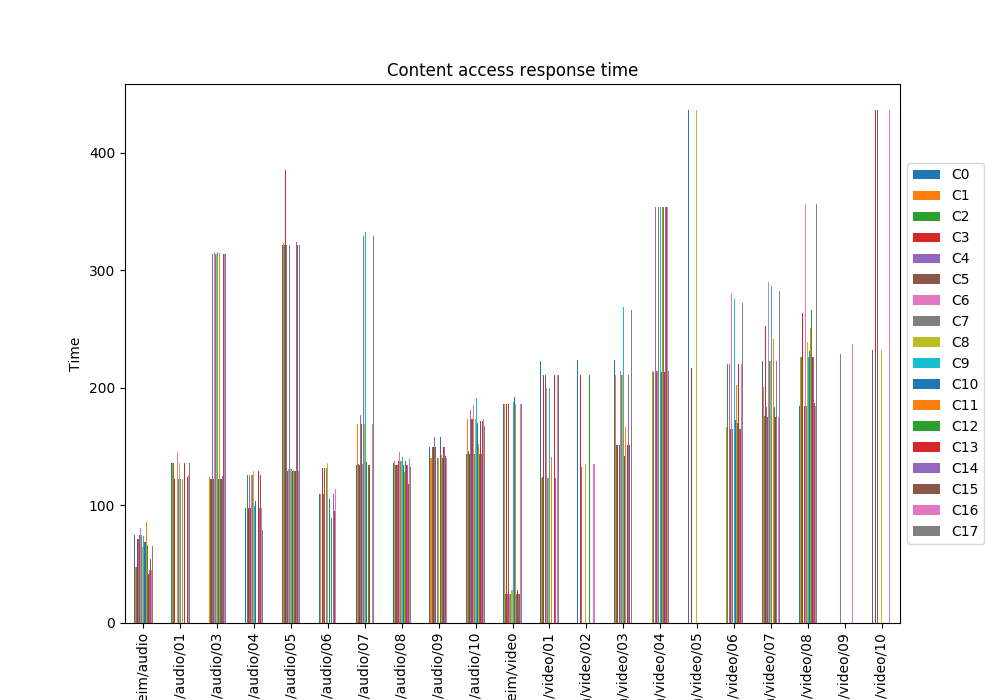 Content access response time
Time
400
300
200
100
0
eim/audio
/audio/01
/audio/03
/audio/04
/audio/05
/audio/06
/audio/07
/audio/08
/audio/09
/audio/10
eim/video
/video/01
/video/02
/video/03
/video/04
/video/05
/video/06
/video/07
/video/08
/video/09
/video/10
C0
C1
C2
C3
C4
C5
C6
C7
C8
C9
C10
C11
C12
C13
C14
C15
C16
C17